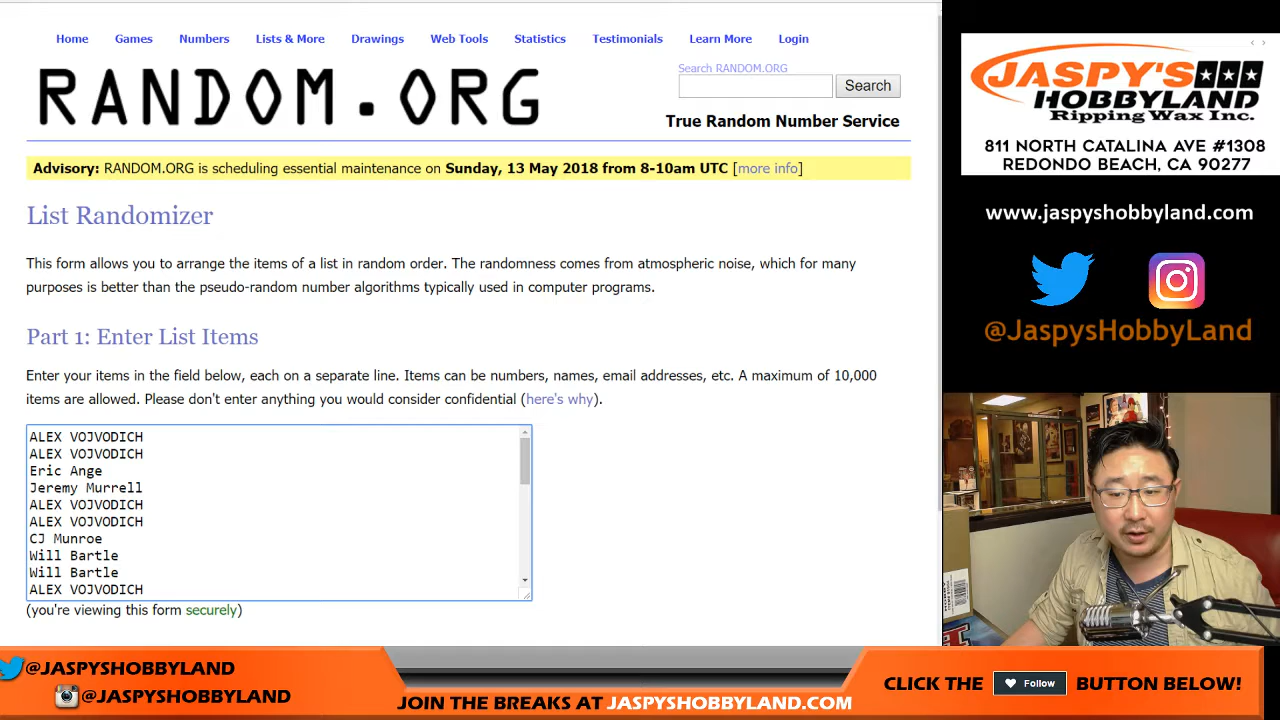 Home Games Numbers Lists & More Drawings Web Tools Statistics Testimonials Learn More Login
RANDOM.ORG
Search RANDOM.ORG
Search
True Random Number Service
Advisory: RANDOM.ORG is scheduling essential maintenance on Sunday, 13 May 2018 from 8-10am UTC [more info]
List Randomizer
This form allows you to arrange the items of a list in random order. The randomness comes from atmospheric noise, which for many
purposes is better than the pseudo-random number algorithms typically used in computer programs.
Part 1: Enter List Items
Enter your items in the field below, each on a separate line. Items can be numbers, names, email addresses, etc. A maximum of 10,000
items are allowed. Please don't enter anything you would consider confidential (here's why).
ALEX VOJVODICH
ALEX VOJVODICH
Eric Ange
Jeremy Murrell
ALEX VOJVODICH
ALEX VOJVODICH
CJ Munroe
Will Bartle
Will Bartle
ALEX VOJVODICH
(you're viewing this form securely)
JASPY'S
HOBBYLAND
Ripping Wax Inc.
811 NORTH CATALINA AVE #1308
REDONDO BEACH, CA 90277
www.jaspyshobbyland.com
@JaspysHobbyLand
@JASPYSHOBBYLAND
@JASPYSHOBBYLAND
JOIN THE BREAKS AT JASPYSHOBBYLAND.COM
CLICK THE Follow BUTTON BELOW!